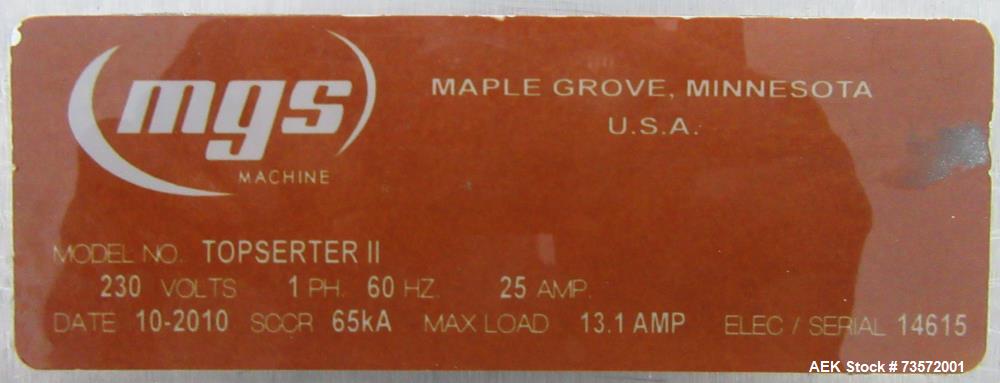 mgs
MACHINE
MAPLE GROVE, MINNESOTA
U.S.A.
MODEL NO. TOPSERTER II
230 VOLTS 1 PH. 60 HZ. 25 AMP.
DATE 10-2010 SCCR 65kA MAX LOAD 13.1 AMP ELEC / SERIAL 14615
AEK Stock # 73572001